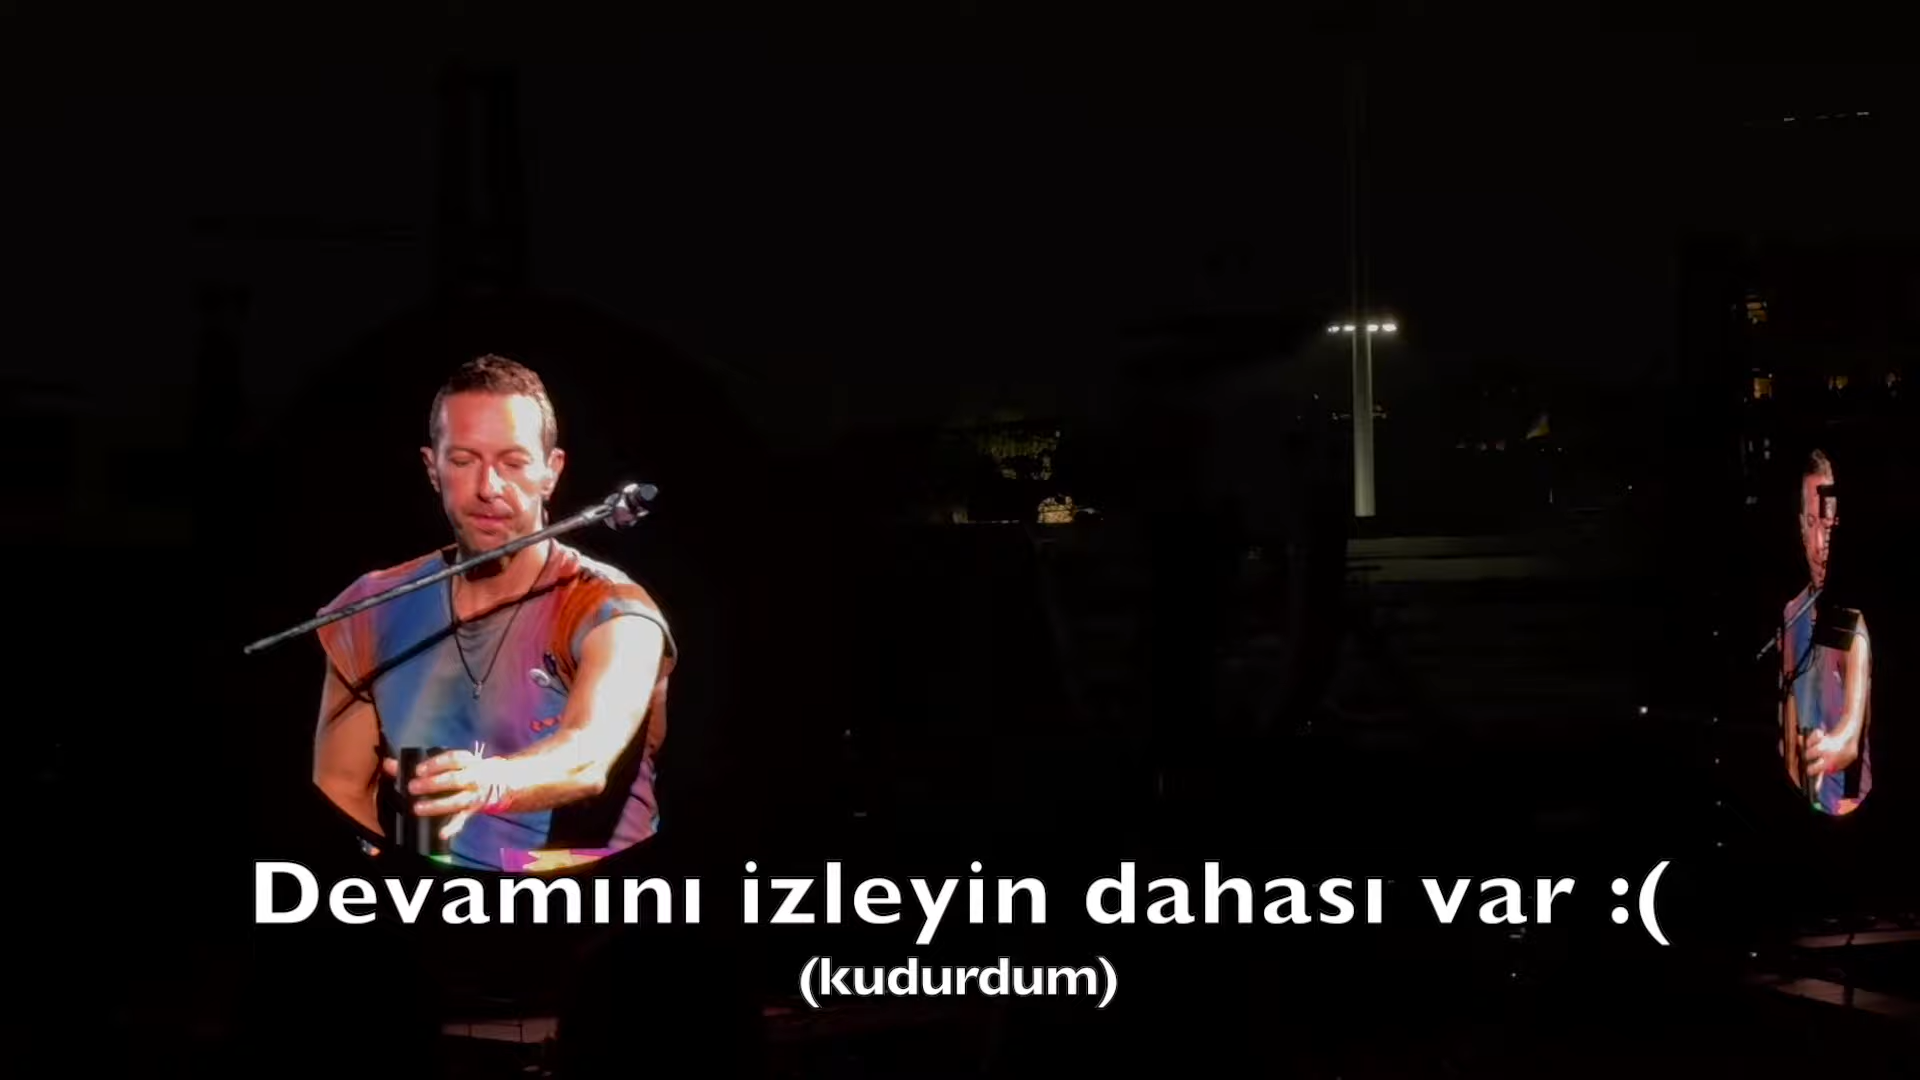 Devamını izleyin dahası var :(
(kudurdum)